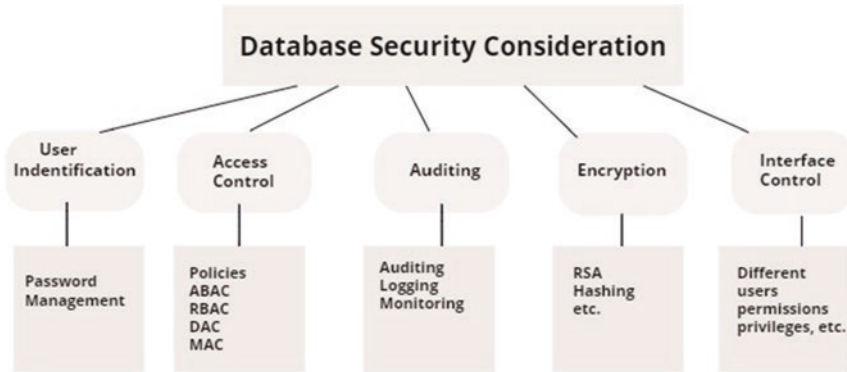 Database Security Consideration
User
Indentification
Access
Control
Auditing
Encryption
Interface
Control
Password
Management
Policies
ABAC
RBAC
DAC
MAC
Auditing
Logging
Monitoring
RSA
Hashing
etc.
Different
users
permissions
privileges, etc.